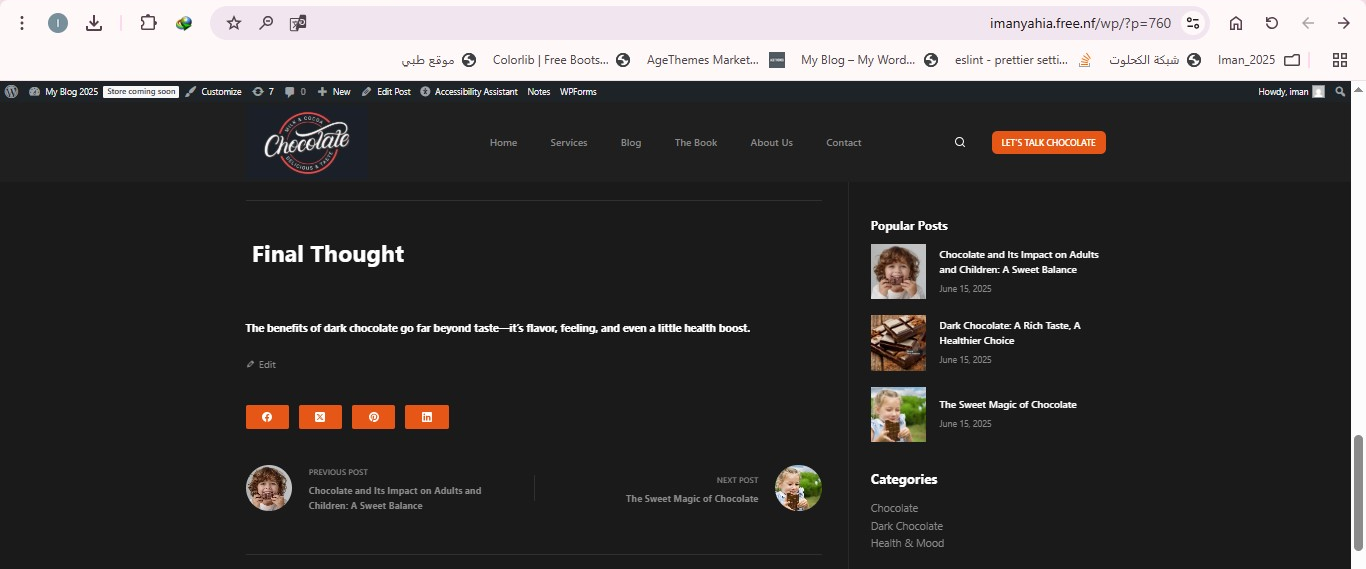 imanyahia.free.nf/wp/?p=760
موقع طبي
Colorlib | Free Boots...
AgeThemes Market...
My Blog – My Wor...
eslint - prettier setti...
شبكة الكحلوت
Iman_2025
My Blog 2025
Store coming soon
Customize
7
0
New
Edit Post
Accessibility Assistant
Notes
WPForms
Howdy, iman
MILK & COCOA
Chocolate
DELICIOUS & TASTE
Home
Services
Blog
The Book
About Us
Contact
LET'S TALK CHOCOLATE
Final Thought
The benefits of dark chocolate go far beyond taste—it's flavor, feeling, and even a little health boost.
Edit
PREVIOUS POST
Chocolate and Its Impact on Adults and
Children: A Sweet Balance
NEXT POST
The Sweet Magic of Chocolate
Popular Posts
Chocolate and Its Impact on Adults
and Children: A Sweet Balance
June 15, 2025
Dark Chocolate: A Rich Taste, A
Healthier Choice
June 15, 2025
The Sweet Magic of Chocolate
June 15, 2025
Categories
Chocolate
Dark Chocolate
Health & Mood